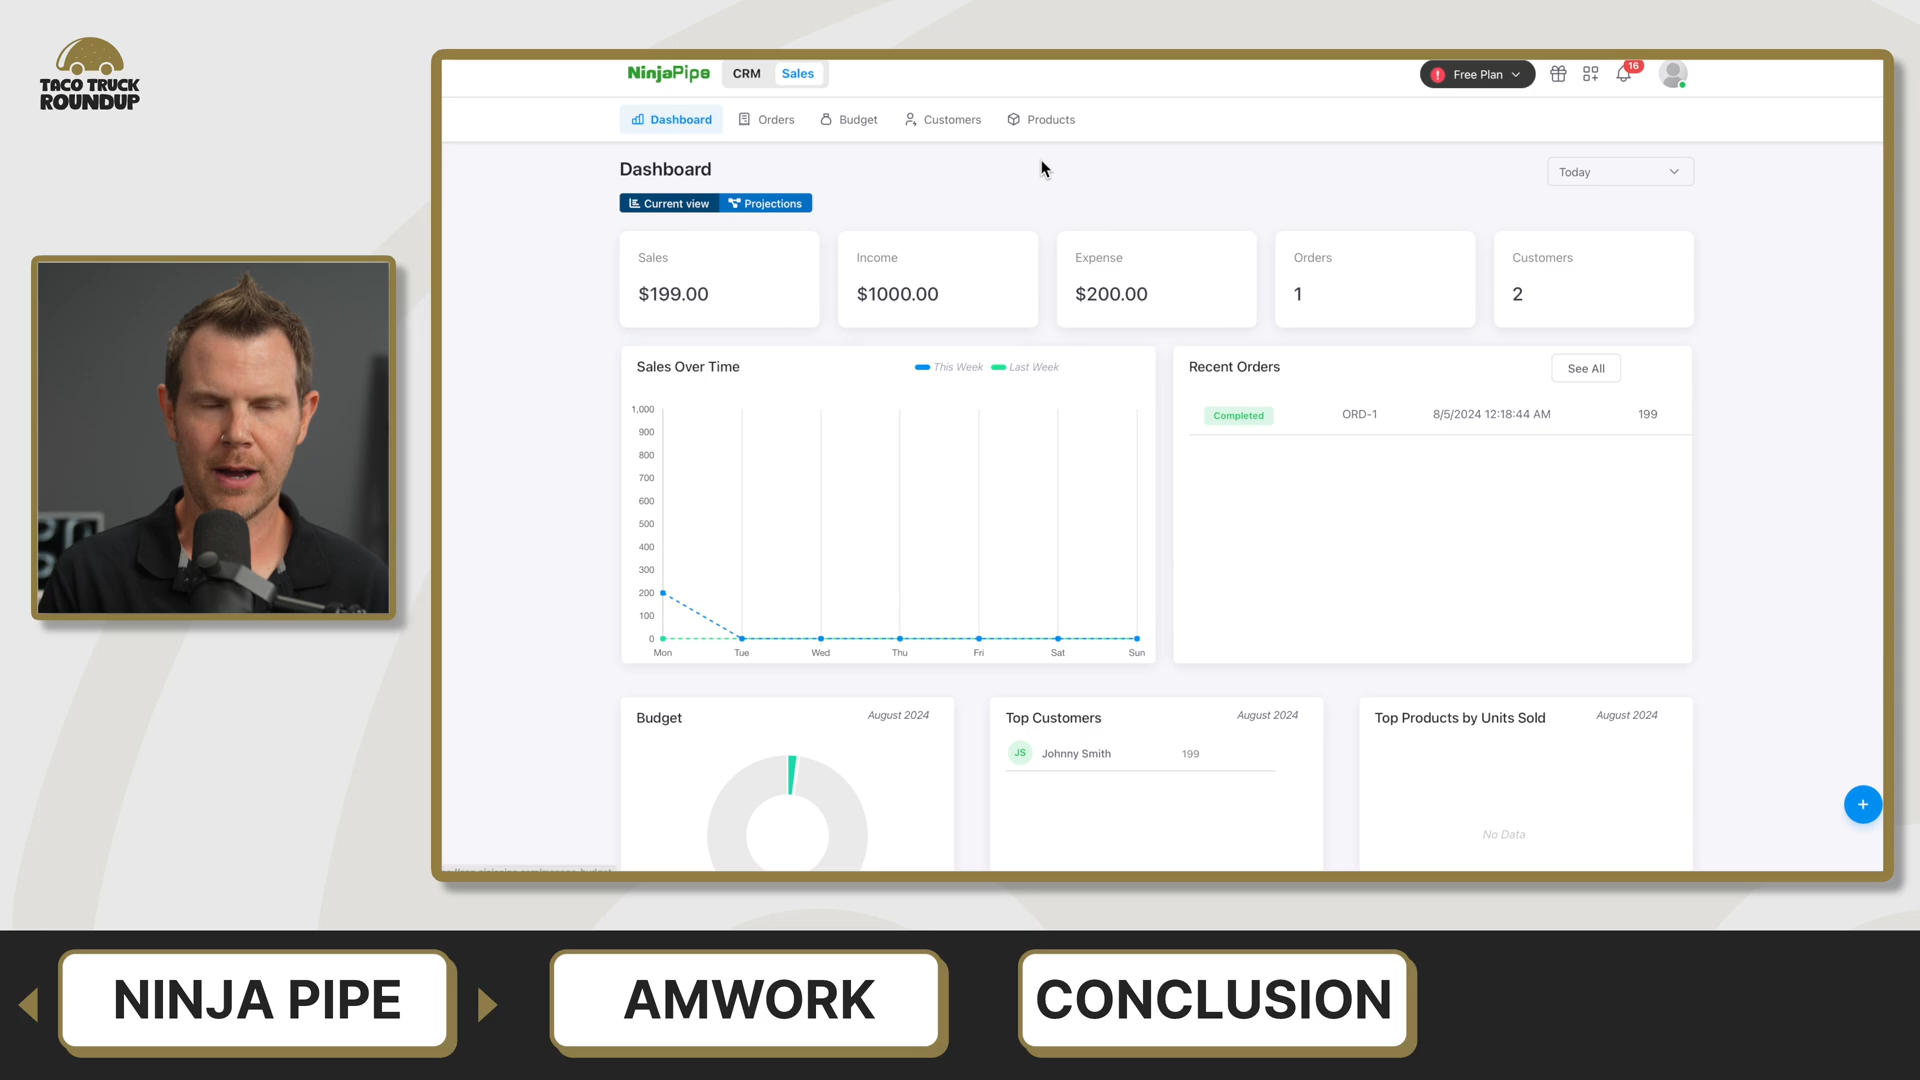 TACO TRUCK
ROUNDUP
NinjaPipe
CRM
Sales
Free Plan
16
Dashboard
Orders
Budget
Customers
Products
Dashboard
Today
Current view
Projections
Sales
$199.00
Income
$1000.00
Expense
$200.00
Orders
1
Customers
2
Sales Over Time
This Week
Last Week
1,000
900
800
700
600
500
400
300
200
100
0
Mon
Tue
Wed
Thu
Fri
Sat
Sun
Recent Orders
See All
Completed
ORD-1
8/5/2024 12:18:44 AM
199
Budget
August 2024
Top Customers
August 2024
JS
Johnny Smith
199
Top Products by Units Sold
August 2024
No Data
NINJA PIPE
AMWORK
CONCLUSION